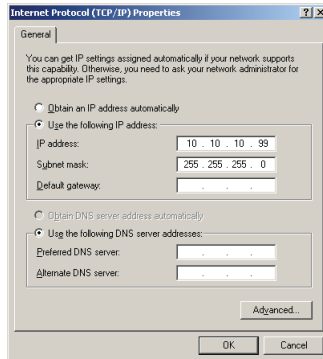 Internet Protocol (TCP/IP) Properties
General
You can get IP settings assigned automatically if your network supports
this capability. Otherwise, you need to ask your network administrator for
the appropriate IP settings.
Obtain an IP address automatically
Use the following IP address:
IP address: 10 . 10 . 10 . 99
Subnet mask: 255 . 255 . 255 . 0
Default gateway: . . .
Obtain DNS server address automatically
Use the following DNS server addresses:
Preferred DNS server: . . .
Alternate DNS server: . . .
Advanced...
OK Cancel